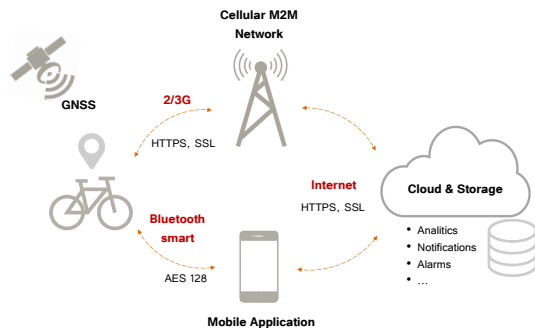 Cellular M2M
Network
GNSS
2/3G
HTTPS, SSL
Internet
HTTPS, SSL
Cloud & Storage
Bluetooth
smart
AES 128
• Analitics
• Notifications
• Alarms
• ...
Mobile Application